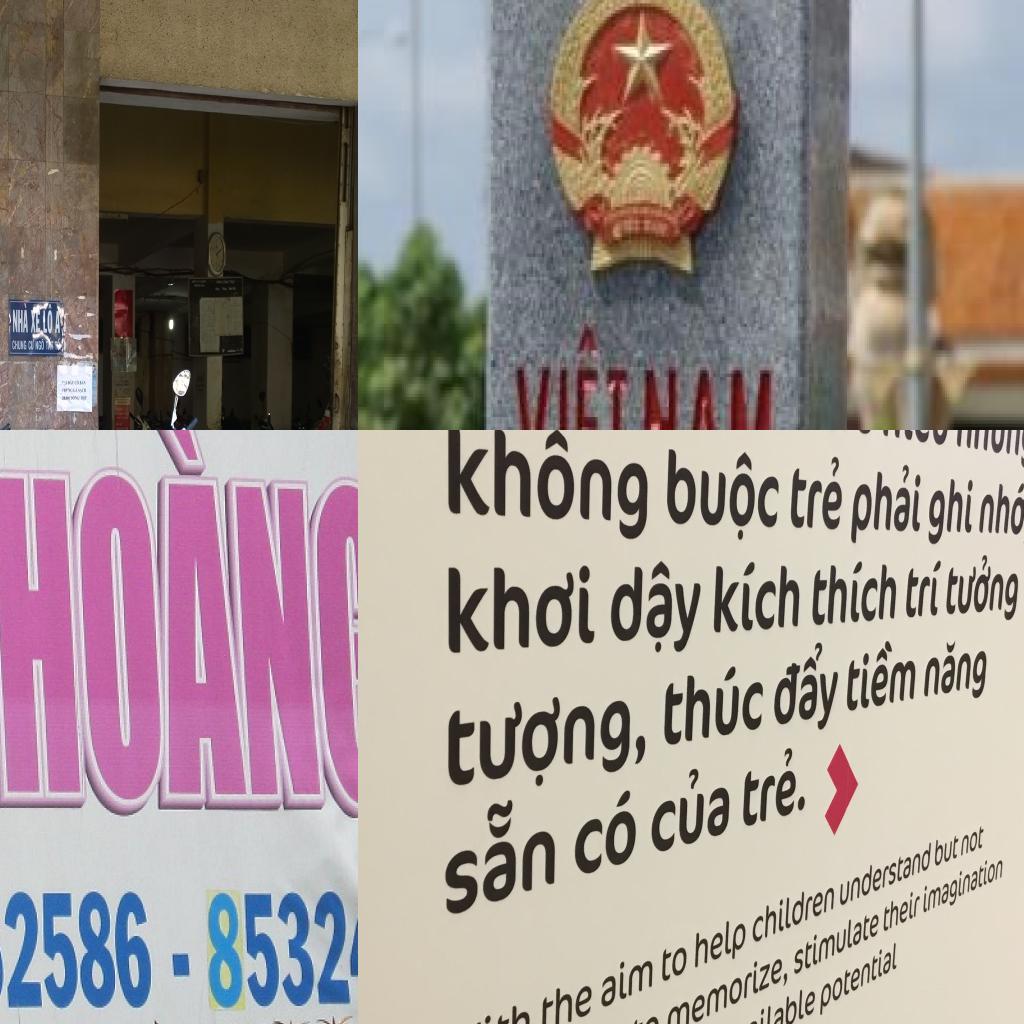 NHÀ XE LÔ A
VIỆT NAM
HOÀNG
2586 - 8532
không buộc trẻ phải ghi nhớ,
khơi dậy kích thích trí tưởng
tượng, thúc đẩy tiềm năng
sẵn có của trẻ.
the aim to help children understand but not
memorize, stimulate their imagination
potential